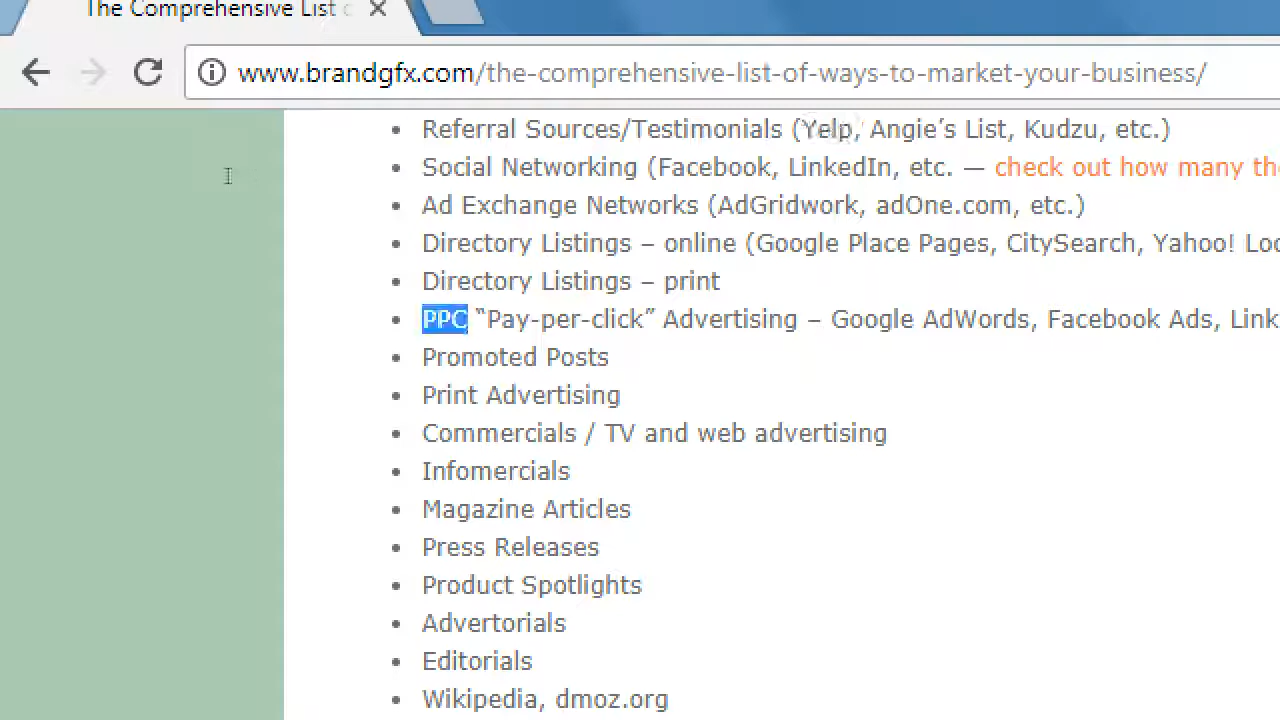 The Comprehensive List
www.brandgfx.com/the-comprehensive-list-of-ways-to-market-your-business/
• Referral Sources/Testimonials (Yelp, Angie’s List, Kudzu, etc.)
• Social Networking (Facebook, LinkedIn, etc. — check out how many
• Ad Exchange Networks (AdGridwork, adOne.com, etc.)
• Directory Listings – online (Google Place Pages, CitySearch, Yahoo!
• Directory Listings – print
• PPC “Pay-per-click” Advertising – Google AdWords, Facebook Ads,
• Promoted Posts
• Print Advertising
• Commercials / TV and web advertising
• Infomercials
• Magazine Articles
• Press Releases
• Product Spotlights
• Advertorials
• Editorials
• Wikipedia, dmoz.org